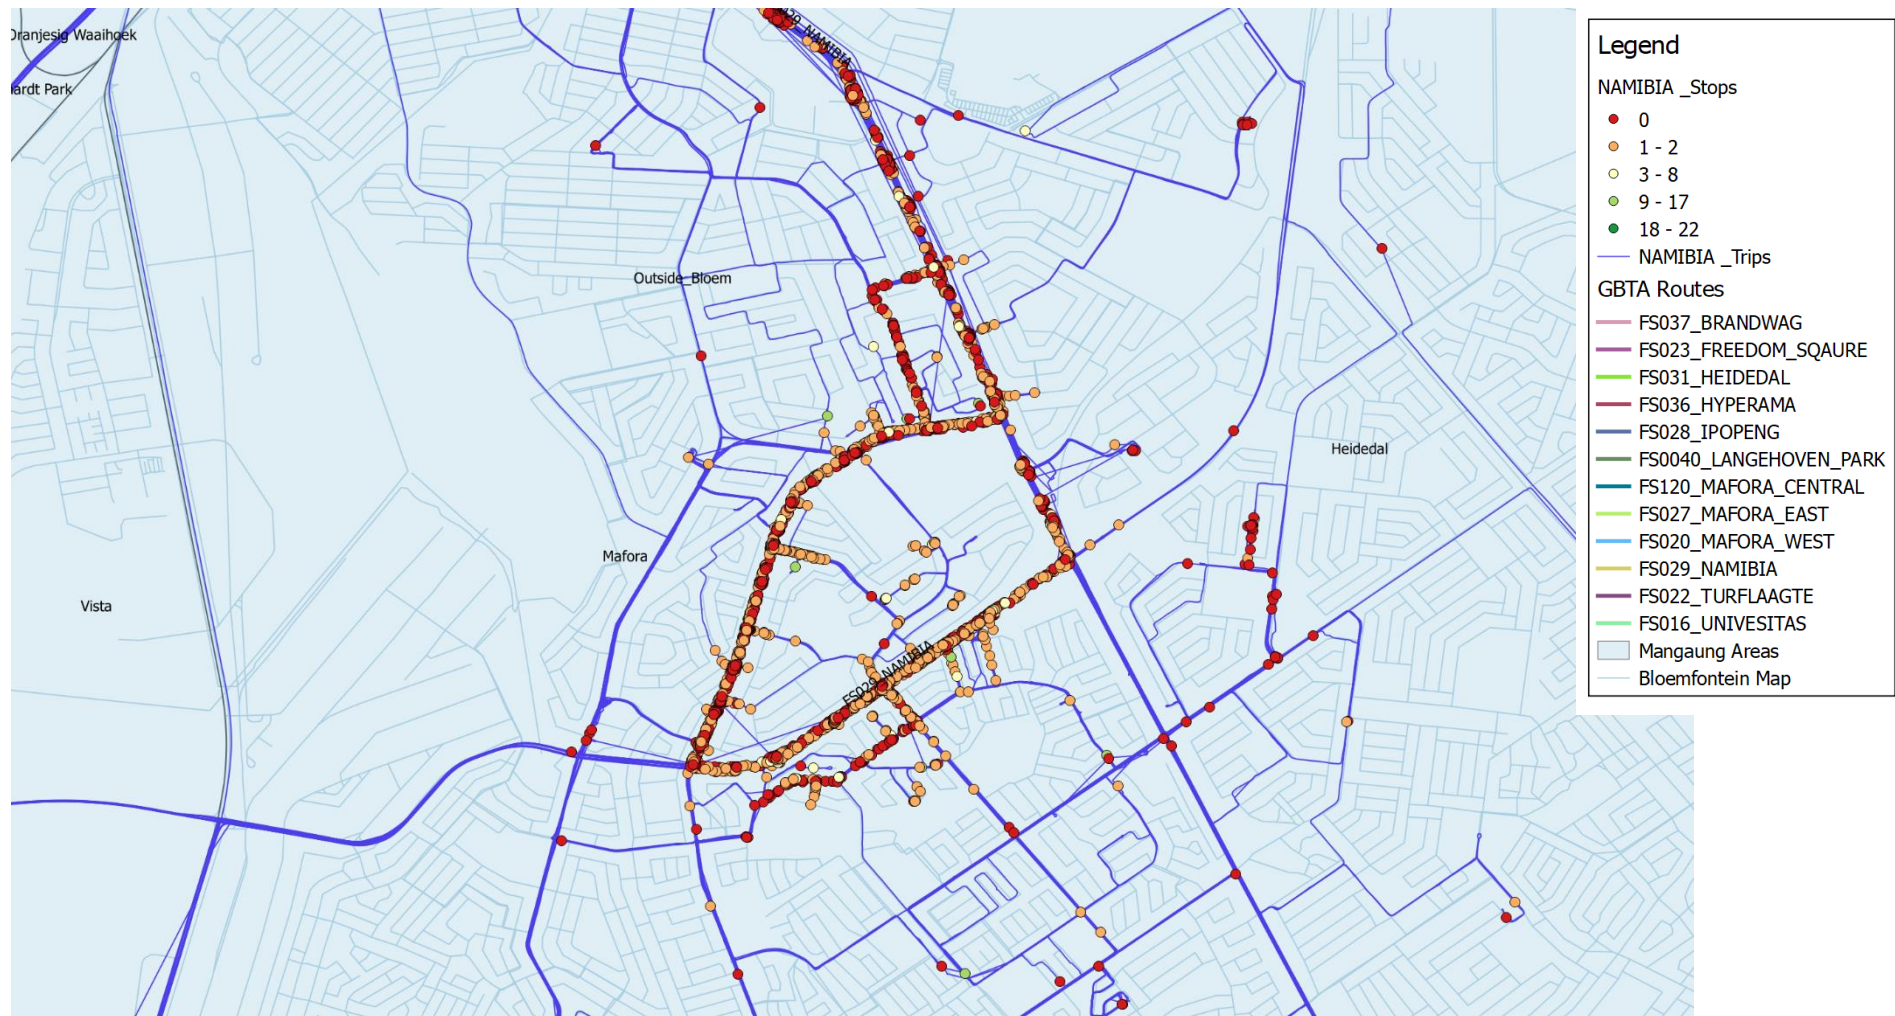 Oranjesig Waaihoek
ardt Park
NAMIBIA
Outside_Bloem
Heidedal
Mafora
Vista
FS029_NAMIBIA
Legend
NAMIBIA _Stops
0
1 - 2
3 - 8
9 - 17
18 - 22
NAMIBIA _Trips
GBTA Routes
FS037_BRANDWAG
FS023_FREEDOM_SQAURE
FS031_HEIDEDAL
FS036_HYPERAMA
FS028_IPOPENG
FS0040_LANGEHOVEN_PARK
FS120_MAFORA_CENTRAL
FS027_MAFORA_EAST
FS020_MAFORA_WEST
FS029_NAMIBIA
FS022_TURFLAAGTE
FS016_UNIVESITAS
Mangaung Areas
Bloemfontein Map